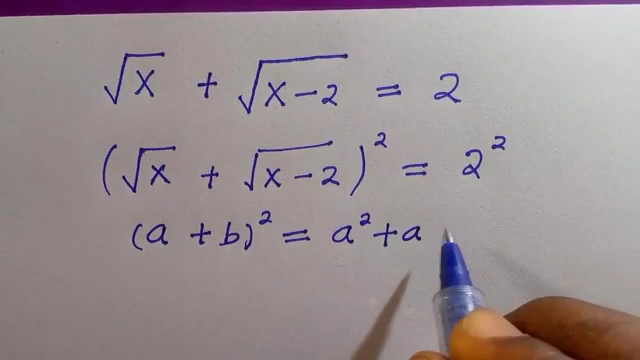 √x + √(x-2) = 2
(√x + √(x-2))² = 2²
(a + b)² = a² + a